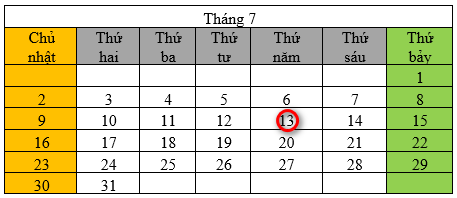 Tháng 7
Chủ nhật Thứ hai Thứ ba Thứ tư Thứ năm Thứ sáu Thứ bảy
1
2 3 4 5 6 7 8
9 10 11 12 13 14 15
16 17 18 19 20 21 22
23 24 25 26 27 28 29
30 31